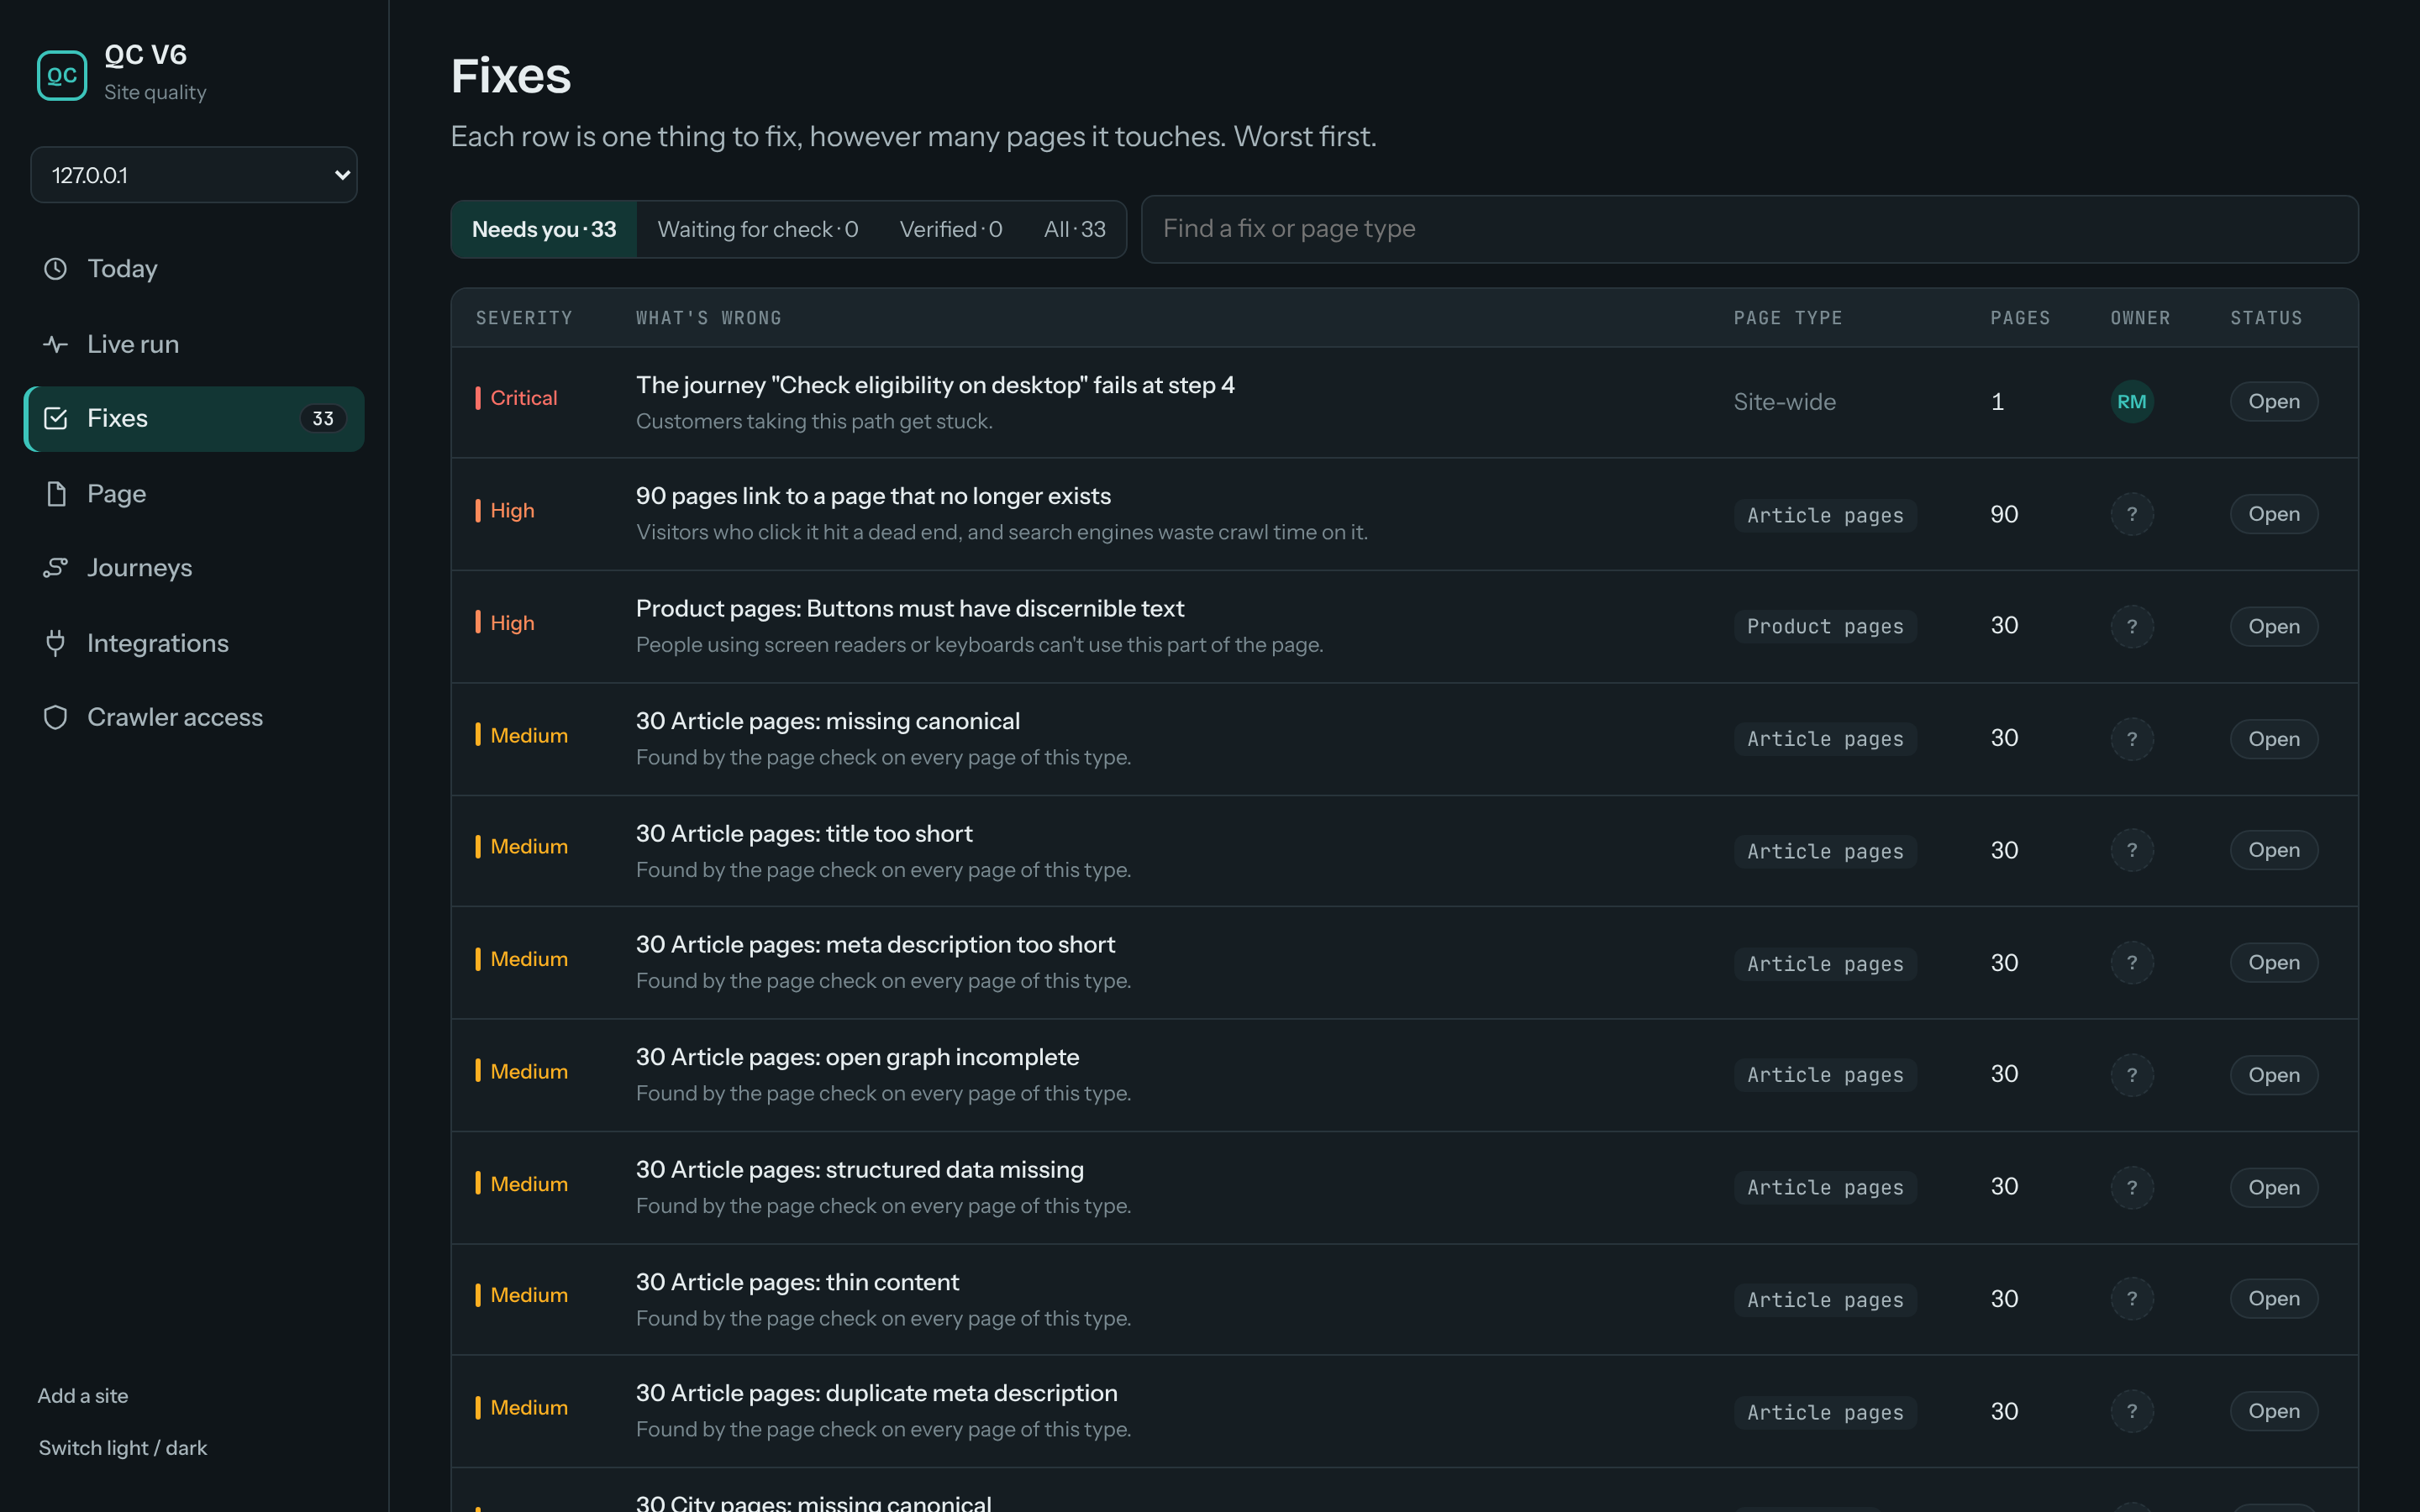 QC
QC V6
Site quality
127.0.0.1
Today
Live run
Fixes 33
Page
Journeys
Integrations
Crawler access
Add a site
Switch light / dark
Fixes
Each row is one thing to fix, however many pages it touches. Worst first.
Needs you · 33 Waiting for check · 0 Verified · 0 All · 33
Find a fix or page type
SEVERITY WHAT'S WRONG PAGE TYPE PAGES OWNER STATUS
Critical The journey "Check eligibility on desktop" fails at step 4 Site-wide 1 RM Open
Customers taking this path get stuck.
High 90 pages link to a page that no longer exists Article pages 90 ? Open
Visitors who click it hit a dead end, and search engines waste crawl time on it.
High Product pages: Buttons must have discernible text Product pages 30 ? Open
People using screen readers or keyboards can't use this part of the page.
Medium 30 Article pages: missing canonical Article pages 30 ? Open
Found by the page check on every page of this type.
Medium 30 Article pages: title too short Article pages 30 ? Open
Found by the page check on every page of this type.
Medium 30 Article pages: meta description too short Article pages 30 ? Open
Found by the page check on every page of this type.
Medium 30 Article pages: open graph incomplete Article pages 30 ? Open
Found by the page check on every page of this type.
Medium 30 Article pages: structured data missing Article pages 30 ? Open
Found by the page check on every page of this type.
Medium 30 Article pages: thin content Article pages 30 ? Open
Found by the page check on every page of this type.
Medium 30 Article pages: duplicate meta description Article pages 30 ? Open
Found by the page check on every page of this type.
30 City pages: missing canonical